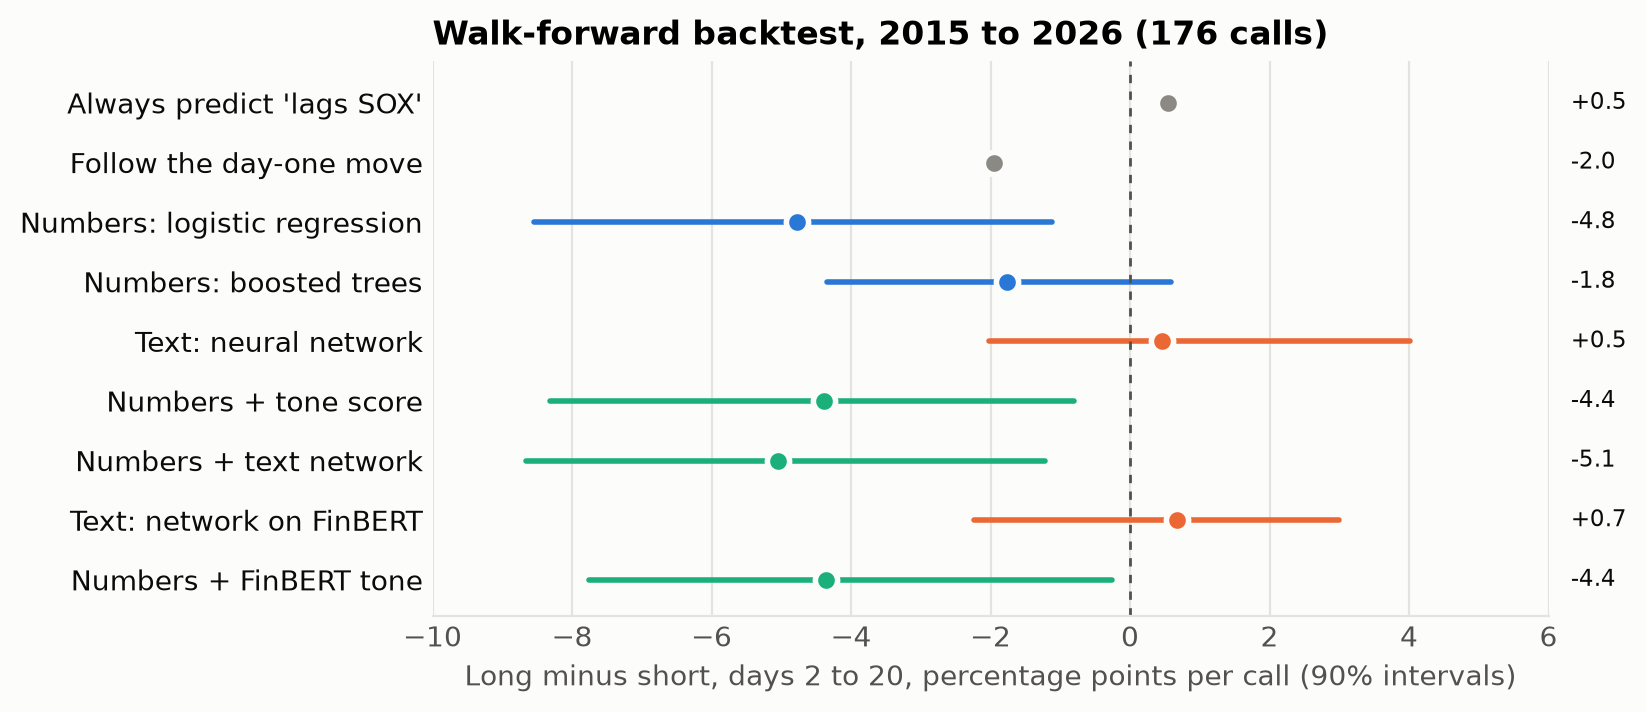 Walk-forward backtest, 2015 to 2026 (176 calls)
Always predict 'lags SOX' +0.5
Follow the day-one move -2.0
Numbers: logistic regression -4.8
Numbers: boosted trees -1.8
Text: neural network +0.5
Numbers + tone score -4.4
Numbers + text network -5.1
Text: network on FinBERT +0.7
Numbers + FinBERT tone -4.4
−10 −8 −6 −4 −2 0 2 4 6
Long minus short, days 2 to 20, percentage points per call (90% intervals)